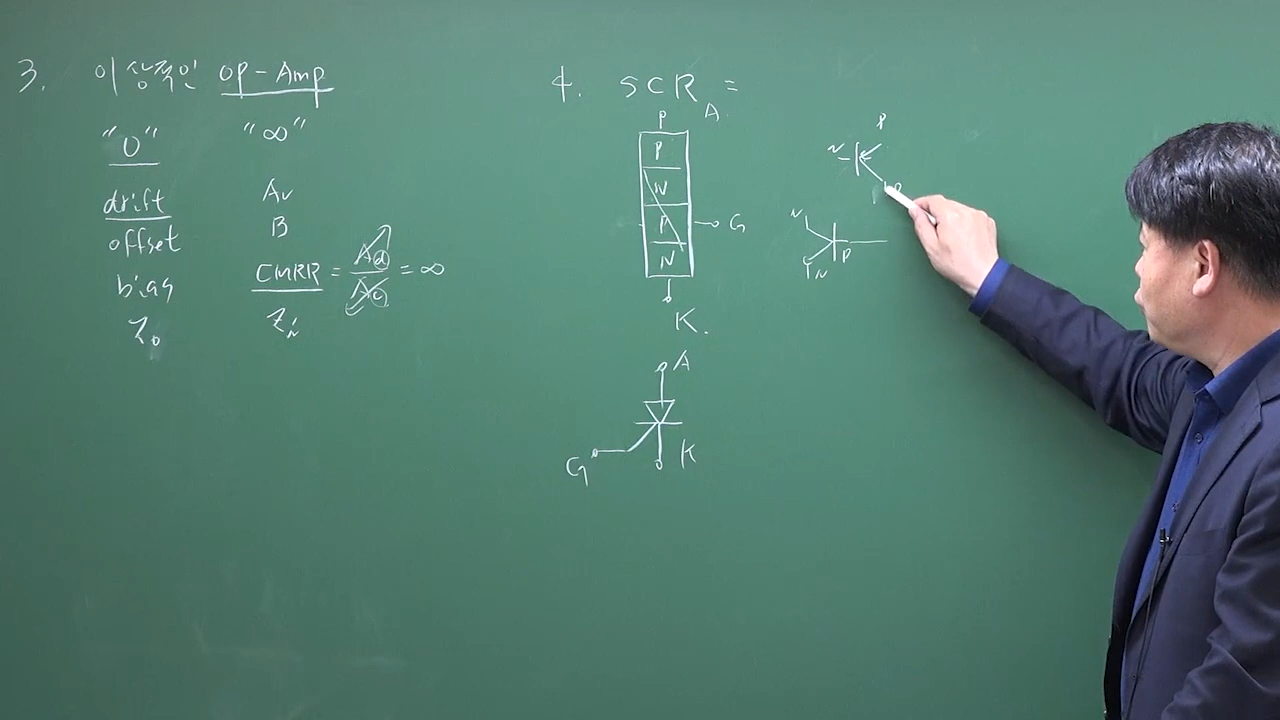 3. 이상적인 OP-Amp
"0" "∞"
drift Av
offset B
bias CMRR = Ad/Ac = ∞
Zo Zi
4. SCR =
A.
P
P
N
P
N
G
K.
A
G
K
P
N
P
N
P
N